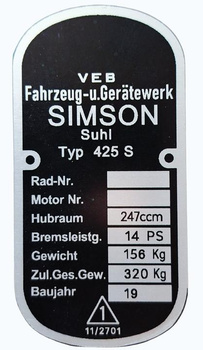 VEB
Fahrzeug-u.Gerätewerk
SIMSON
Suhl
Typ 425 S
Rad-Nr.
Motor Nr.
Hubraum 247ccm
Bremsleistg. 14 PS
Gewicht 156 Kg
Zul.Ges.Gew. 320 Kg
Baujahr 19
1
11/2701